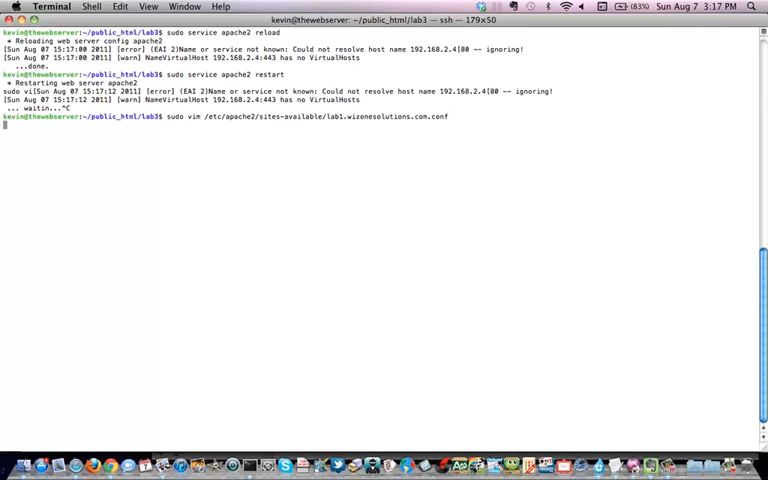 Terminal Shell Edit View Window Help (83%) Sun Aug 7 3:17 PM
kevin@thewebserver:~/public_html/lab3 — ssh — 179×50
kevin@thewebserver:~/public_html/lab3$ sudo service apache2 reload
* Reloading web server config apache2
[Sun Aug 07 15:17:00 2011] [error] (EAI 2)Name or service not known: Could not resolve host name 192.168.2.4[80 -- ignoring!
[Sun Aug 07 15:17:00 2011] [warn] NameVirtualHost 192.168.2.4:443 has no VirtualHosts
...done.
kevin@thewebserver:~/public_html/lab3$ sudo service apache2 restart
* Restarting web server apache2
sudo vi[Sun Aug 07 15:17:12 2011] [error] (EAI 2)Name or service not known: Could not resolve host name 192.168.2.4[80 -- ignoring!
[Sun Aug 07 15:17:12 2011] [warn] NameVirtualHost 192.168.2.4:443 has no VirtualHosts
... waitin...^C
kevin@thewebserver:~/public_html/lab3$ sudo vim /etc/apache2/sites-available/lab1.wizonesolutions.com.conf